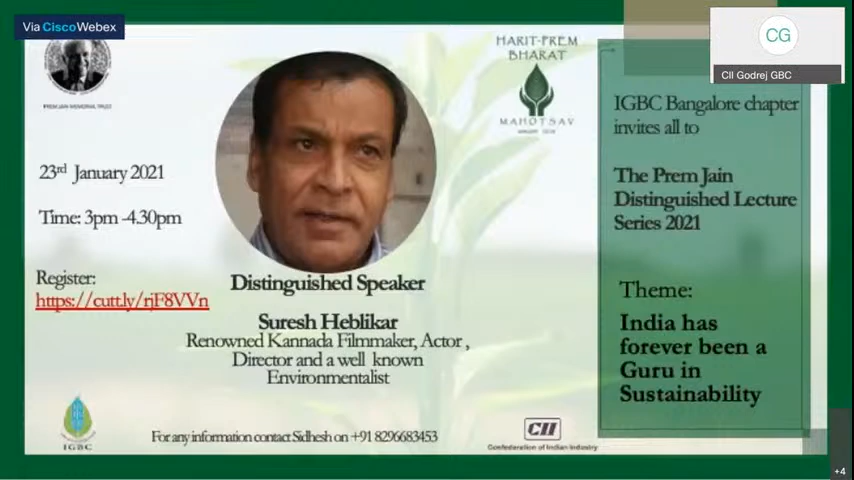 Via Cisco Webex
CG
CII Godrej GBC
PREM JAIN MEMORIAL TRUST
HARIT-PREM
BHARAT
MAHOTSAV
IGBC Bangalore chapter
invites all to
The Prem Jain
Distinguished Lecture
Series 2021
Theme:
India has
forever been a
Guru in
Sustainability
23rd January 2021
Time: 3pm -4.30pm
Register:
https://cutt.ly/rjF8VVn
Distinguished Speaker
Suresh Heblikar
Renowned Kannada Filmmaker, Actor ,
Director and a well known
Environmentalist
IGBC
For any information contact Sidhesh on +91 8296683453
CII
Confederation of Indian Industry
+4